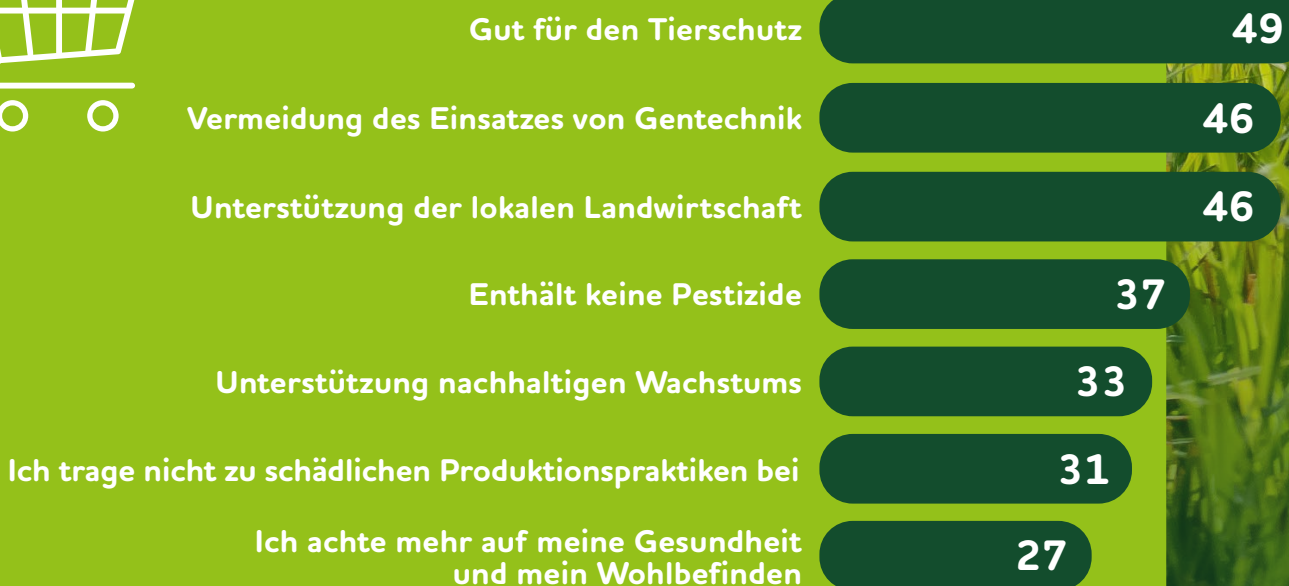 Gut für den Tierschutz 49
Vermeidung des Einsatzes von Gentechnik 46
Unterstützung der lokalen Landwirtschaft 46
Enthält keine Pestizide 37
Unterstützung nachhaltigen Wachstums 33
Ich trage nicht zu schädlichen Produktionspraktiken bei 31
Ich achte mehr auf meine Gesundheit
und mein Wohlbefinden 27